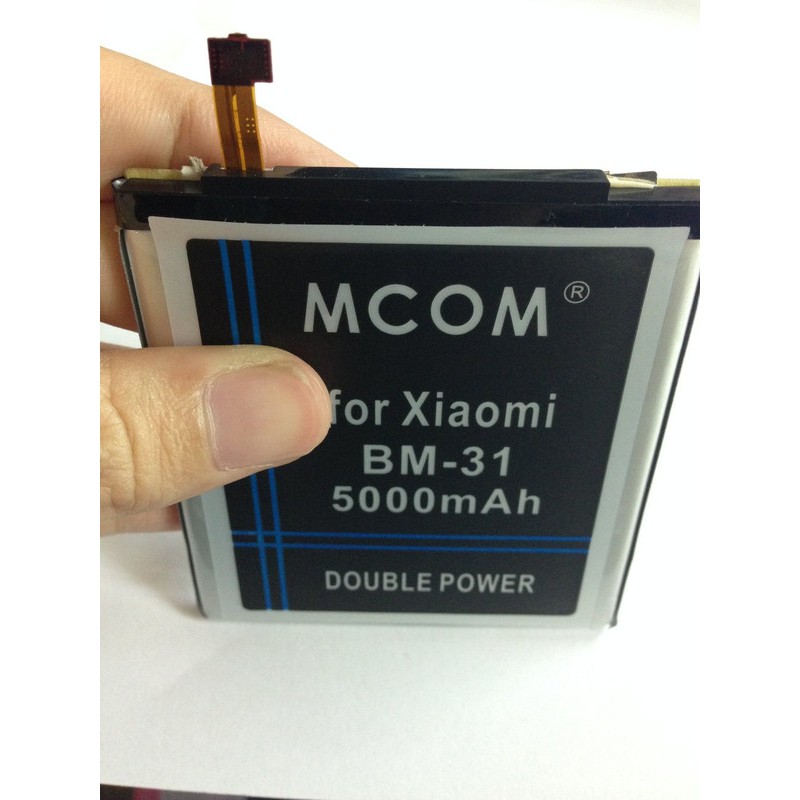 MCOM®
for Xiaomi
BM-31
5000mAh
DOUBLE POWER